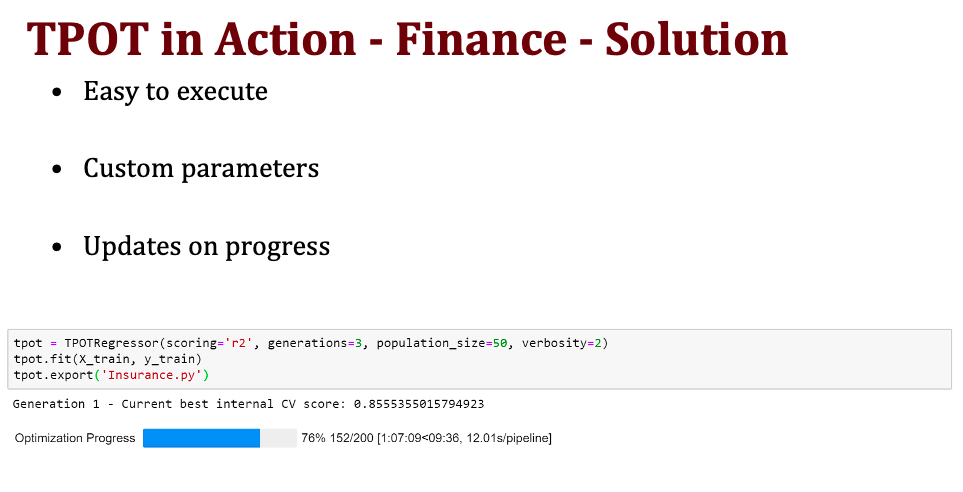 TPOT in Action - Finance - Solution
• Easy to execute
• Custom parameters
• Updates on progress
tpot = TPOTRegressor(scoring='r2', generations=3, population_size=50, verbosity=2)
tpot.fit(X_train, y_train)
tpot.export('Insurance.py')
Generation 1 - Current best internal CV score: 0.8555355015794923
Optimization Progress 76% 152/200 [1:07:09<09:36, 12.01s/pipeline]